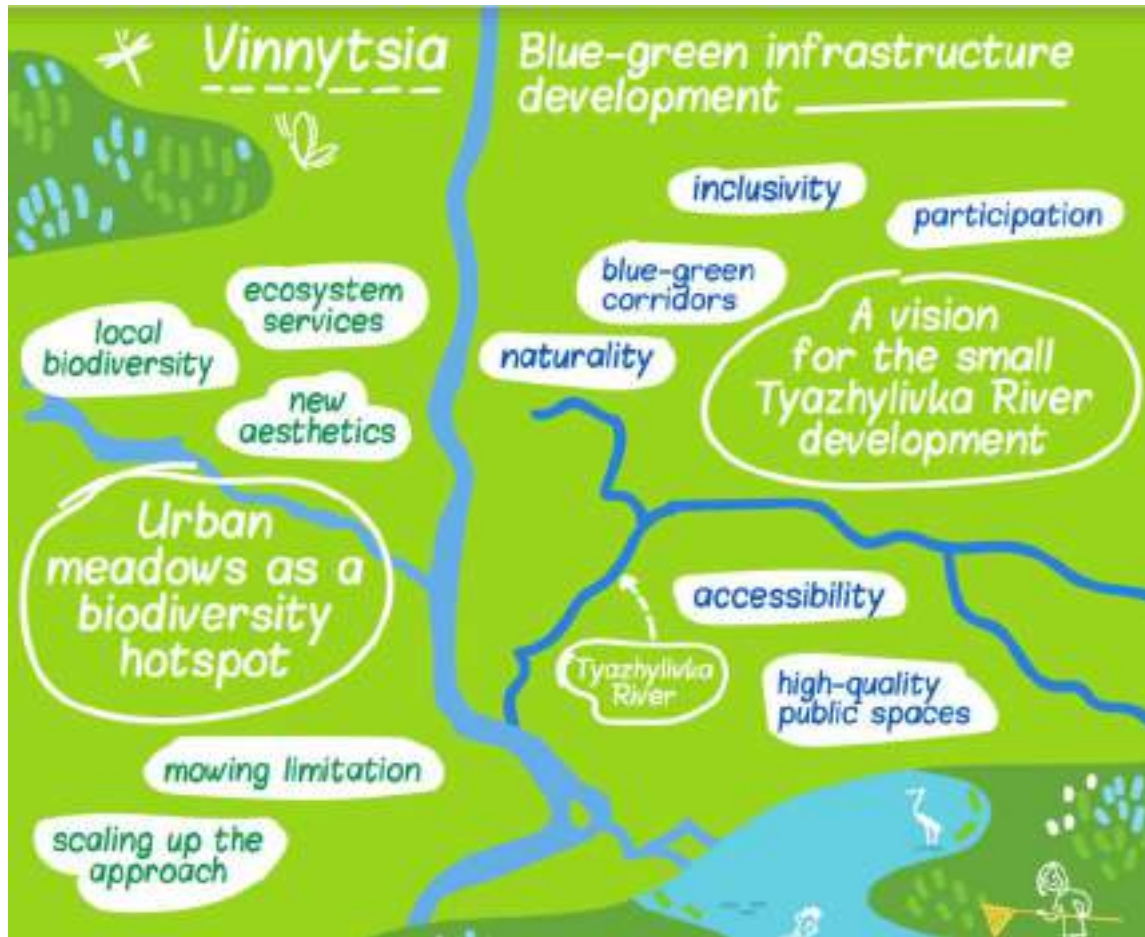 Vinnytsia
Blue-green infrastructure
development
inclusivity
participation
blue-green
corridors
naturality
A vision
for the small
Tyazhylivka River
development
ecosystem
services
local
biodiversity
new
aesthetics
Urban
meadows as a
biodiversity
hotspot
mowing limitation
scaling up the
approach
accessibility
Tyazhylivka
River
high-quality
public spaces